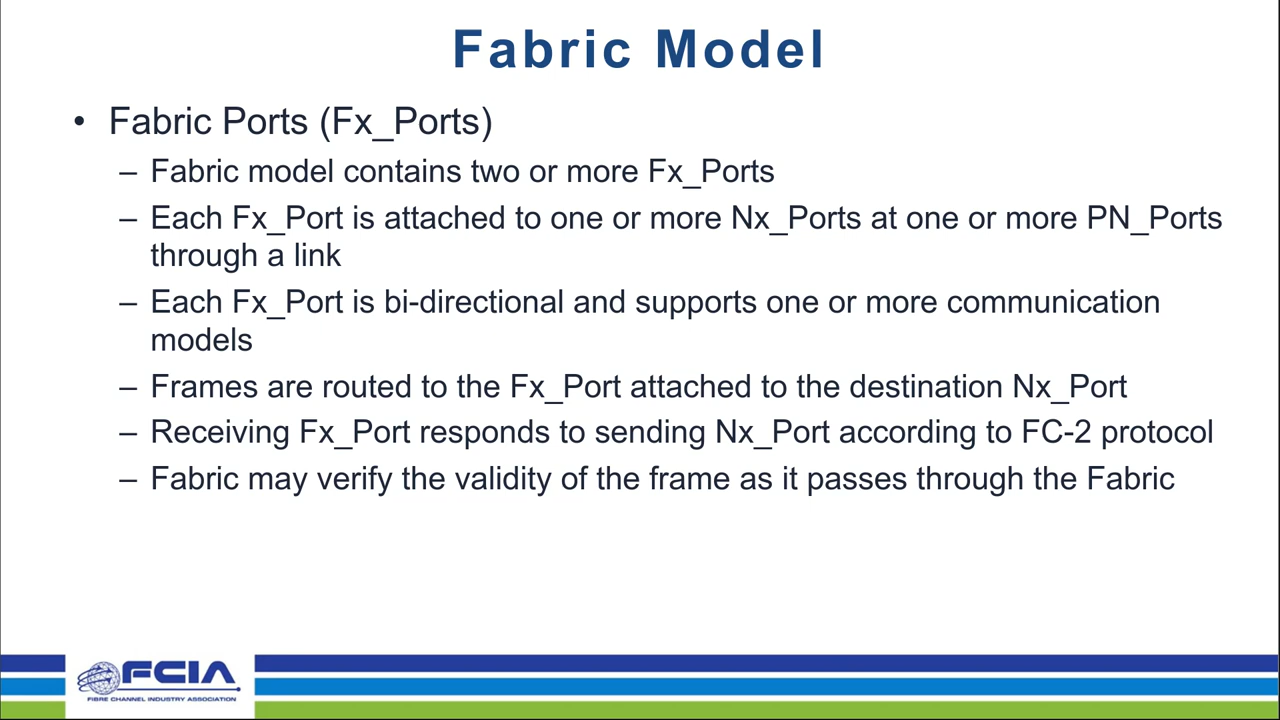 Fabric Model
• Fabric Ports (Fx_Ports)
– Fabric model contains two or more Fx_Ports
– Each Fx_Port is attached to one or more Nx_Ports at one or more PN_Ports
through a link
– Each Fx_Port is bi-directional and supports one or more communication
models
– Frames are routed to the Fx_Port attached to the destination Nx_Port
– Receiving Fx_Port responds to sending Nx_Port according to FC-2 protocol
– Fabric may verify the validity of the frame as it passes through the Fabric
FCIA
FIBRE CHANNEL INDUSTRY ASSOCIATION